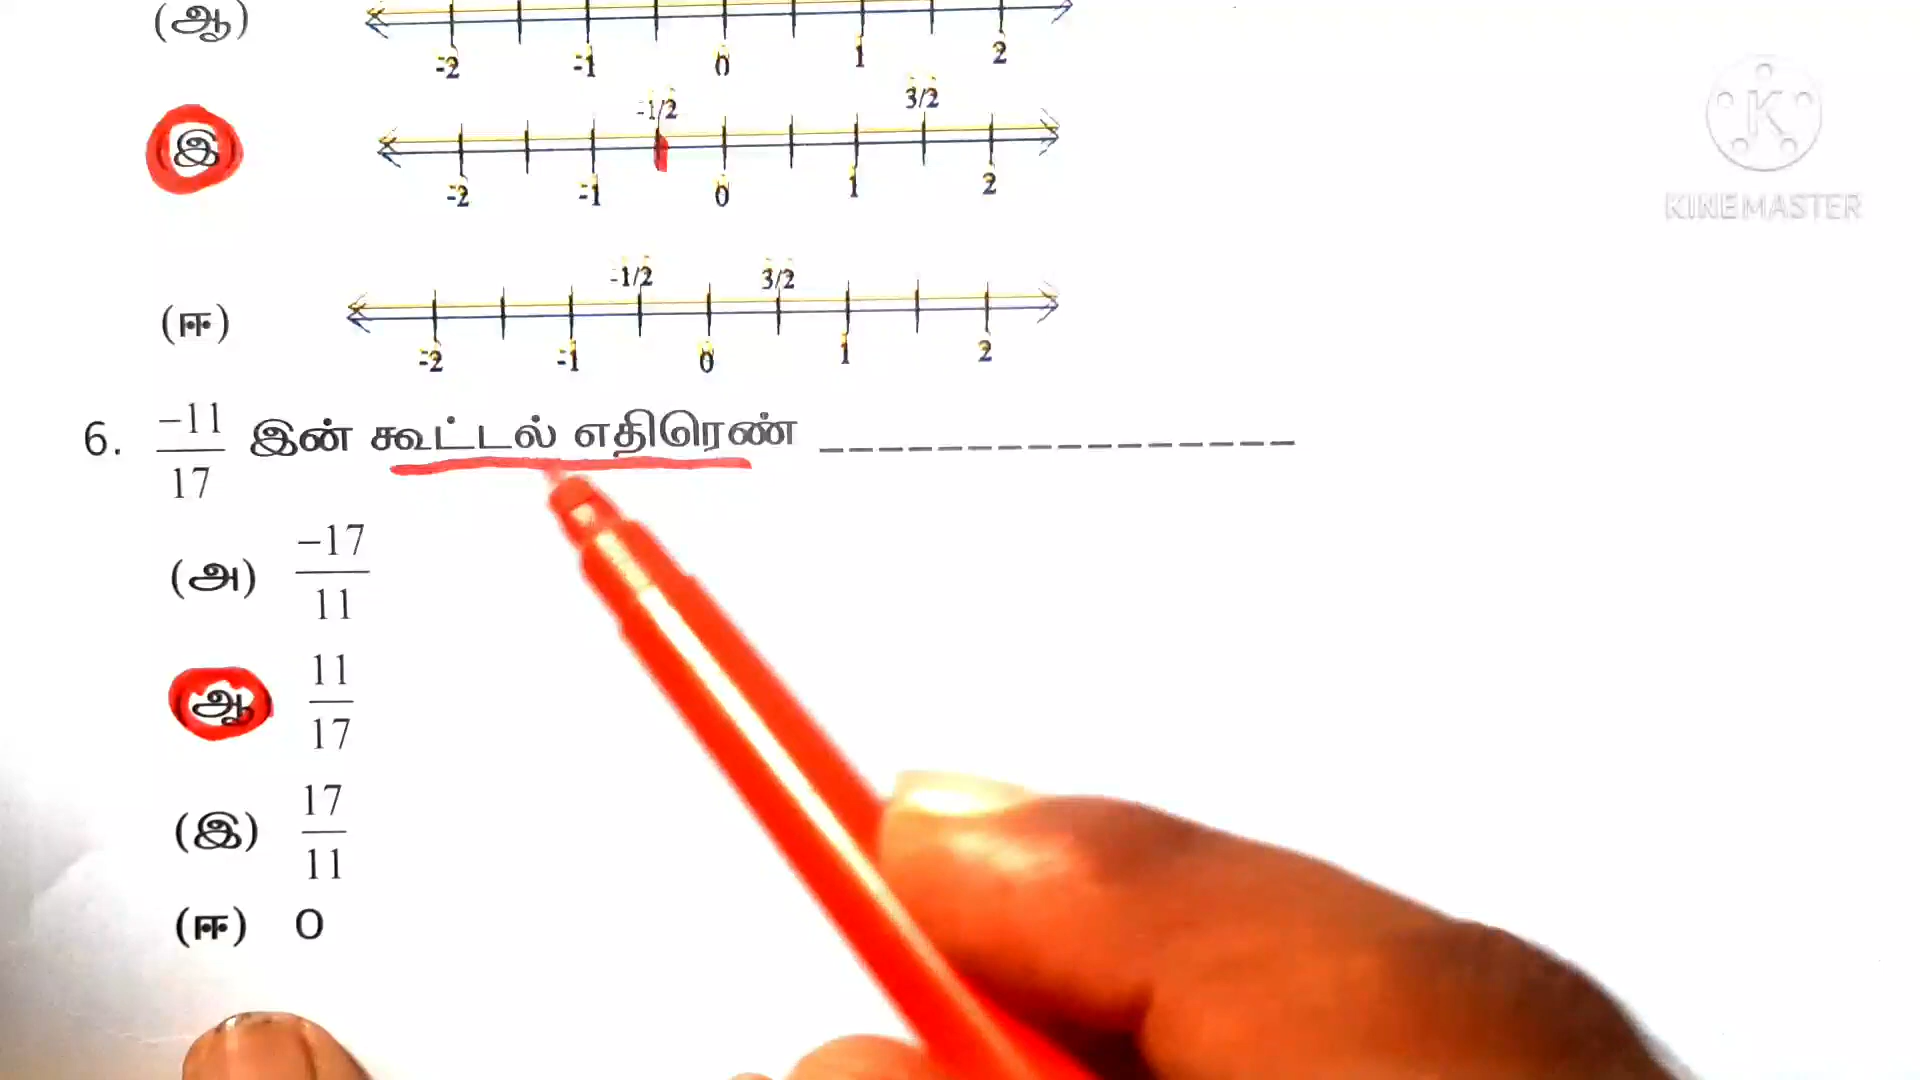 (ஆ)
-2 -1 0 1 2
-1/2 3/2
இ
-2 -1 0 1 2
-1/2 3/2
(ஈ)
-2 -1 0 1 2
6. -11/17 இன் கூட்டல் எதிரெண் ________________
(அ) -17/11
(ஆ) 11/17
(இ) 17/11
(ஈ) 0
K
KINEMASTER